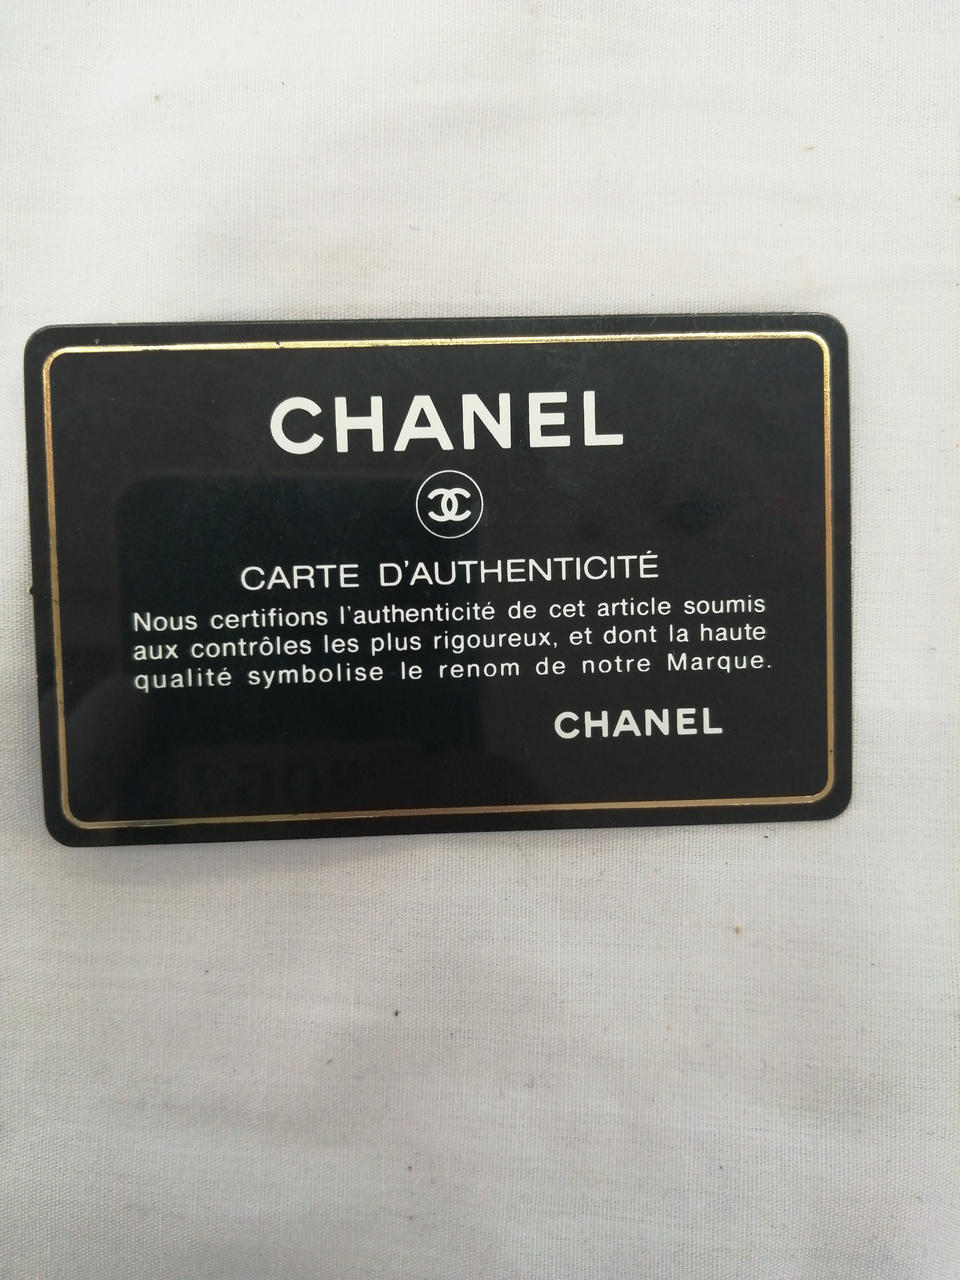 CHANEL
CARTE D'AUTHENTICITÉ
Nous certifions l'authenticité de cet article soumis
aux contrôles les plus rigoureux, et dont la haute
qualité symbolise le renom de notre Marque.
CHANEL